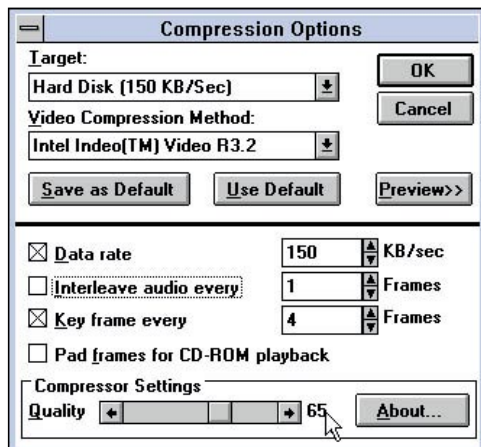 Compression Options
Target:
OK
Hard Disk (150 KB/Sec)
Cancel
Video Compression Method:
Intel Indeo(TM) Video R3.2
Save as Default
Use Default
Preview>>
Data rate
150
KB/sec
Interleave audio every
1
Frames
Key frame every
4
Frames
Pad frames for CD-ROM playback
Compressor Settings
Quality
65
About...